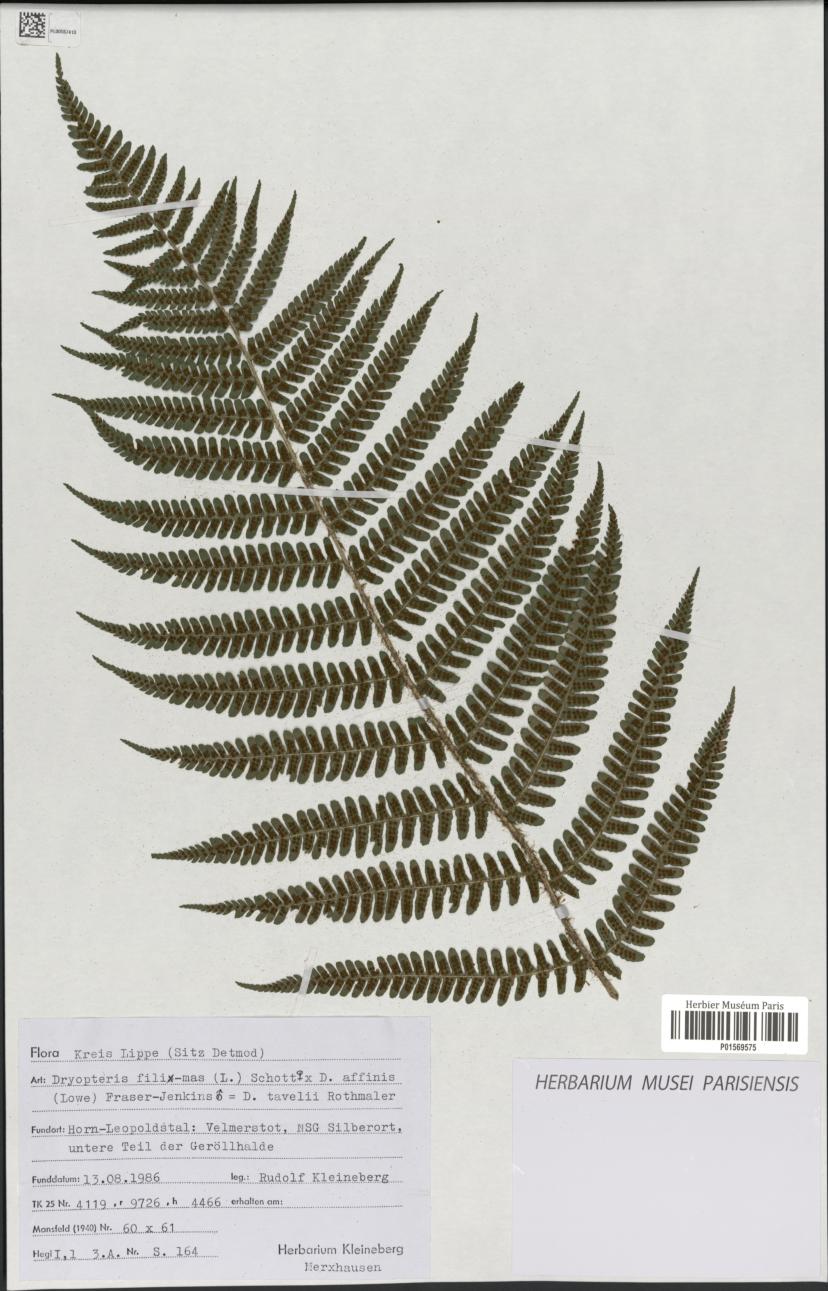 Herbier Muséum Paris
P01569575
HERBARIUM MUSEI PARISIENSIS
Flora Kreis Lippe (Sitz Detmod)
Art: Dryopteris filix-mas (L.) Schott♀x D. affinis
(Lowe) Fraser-Jenkins♂ = D. tavelii Rothmaler
Fundort: Horn-Leopoldstal: Velmerstot, NSG Silberort,
untere Teil der Geröllhalde
Funddatum: 13.08.1986 leg.: Rudolf Kleineberg
TK 25 Nr. 4119 ,r 9726 ,h 4466 erhalten am:
Mansfeld (1940) Nr. 60 x 61
Hegi I,1 3.A. Nr. S. 164
Herbarium Kleineberg
Merxhausen